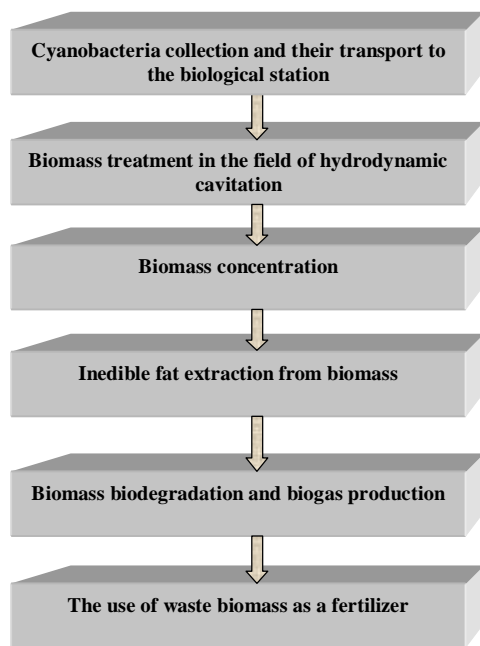 Cyanobacteria collection and their transport to
the biological station
Biomass treatment in the field of hydrodynamic
cavitation
Biomass concentration
Inedible fat extraction from biomass
Biomass biodegradation and biogas production
The use of waste biomass as a fertilizer